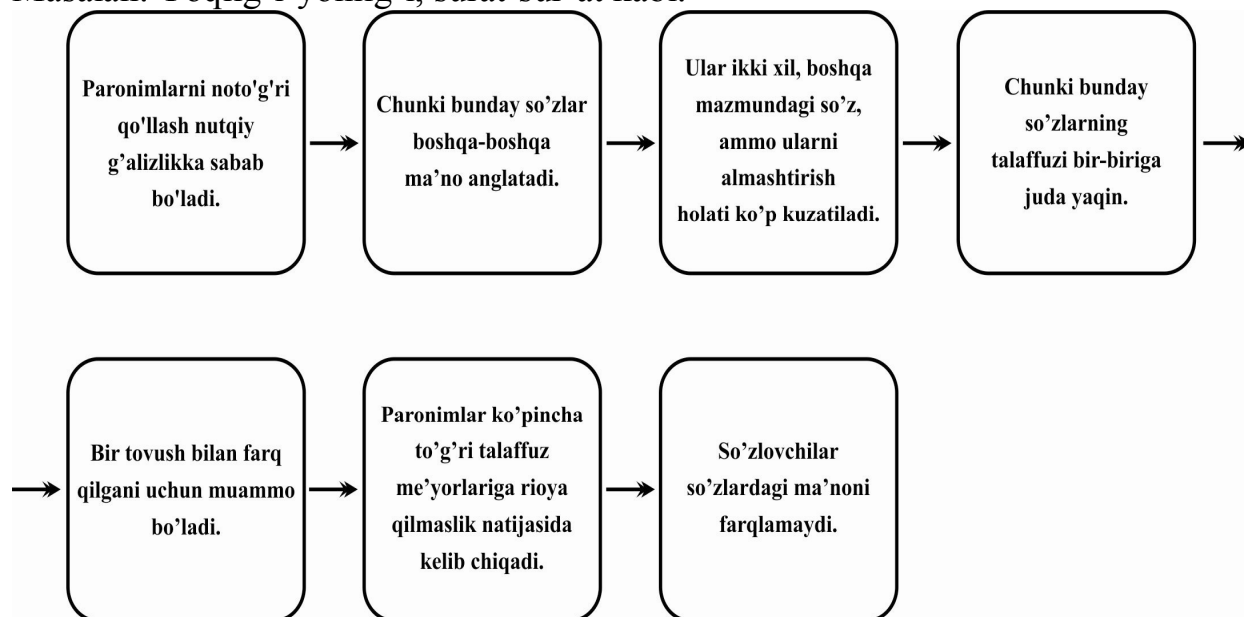 Paronimlarni noto'g'ri
qo'llash nutqiy
g’alizlikka sabab
bo'ladi.
Chunki bunday so’zlar
boshqa-boshqa
ma’no anglatadi.
Ular ikki xil, boshqa
mazmundagi so’z,
ammo ularni
almashtirish
holati ko’p kuzatiladi.
Chunki bunday
so’zlarning
talaffuzi bir-biriga
juda yaqin.
Bir tovush bilan farq
qilgani uchun muammo
bo’ladi.
Paronimlar ko’pincha
to’g’ri talaffuz
me’yorlariga rioya
qilmaslik natijasida
kelib chiqadi.
So’zlovchilar
so’zlardagi ma’noni
farqlamaydi.